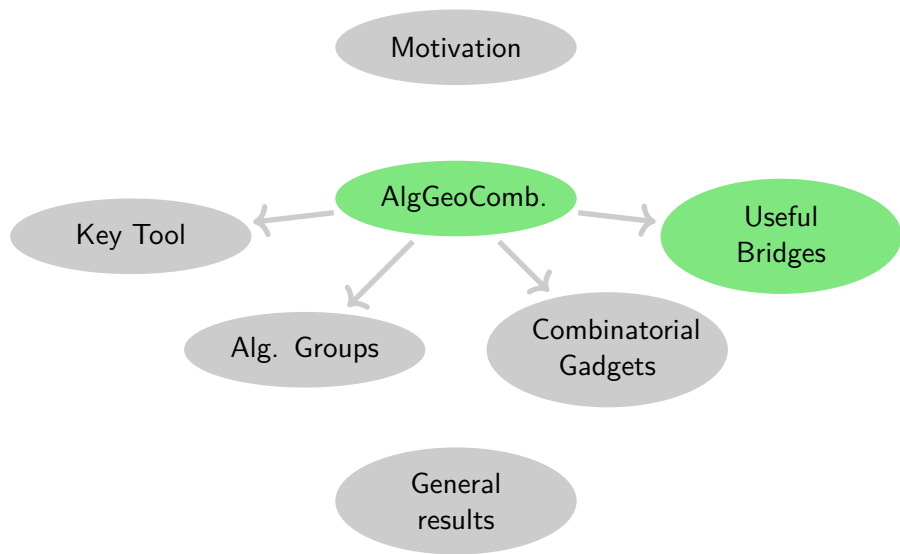 Motivation
AlgGeoComb.
Key Tool
Useful
Bridges
Alg. Groups
Combinatorial
Gadgets
General
results